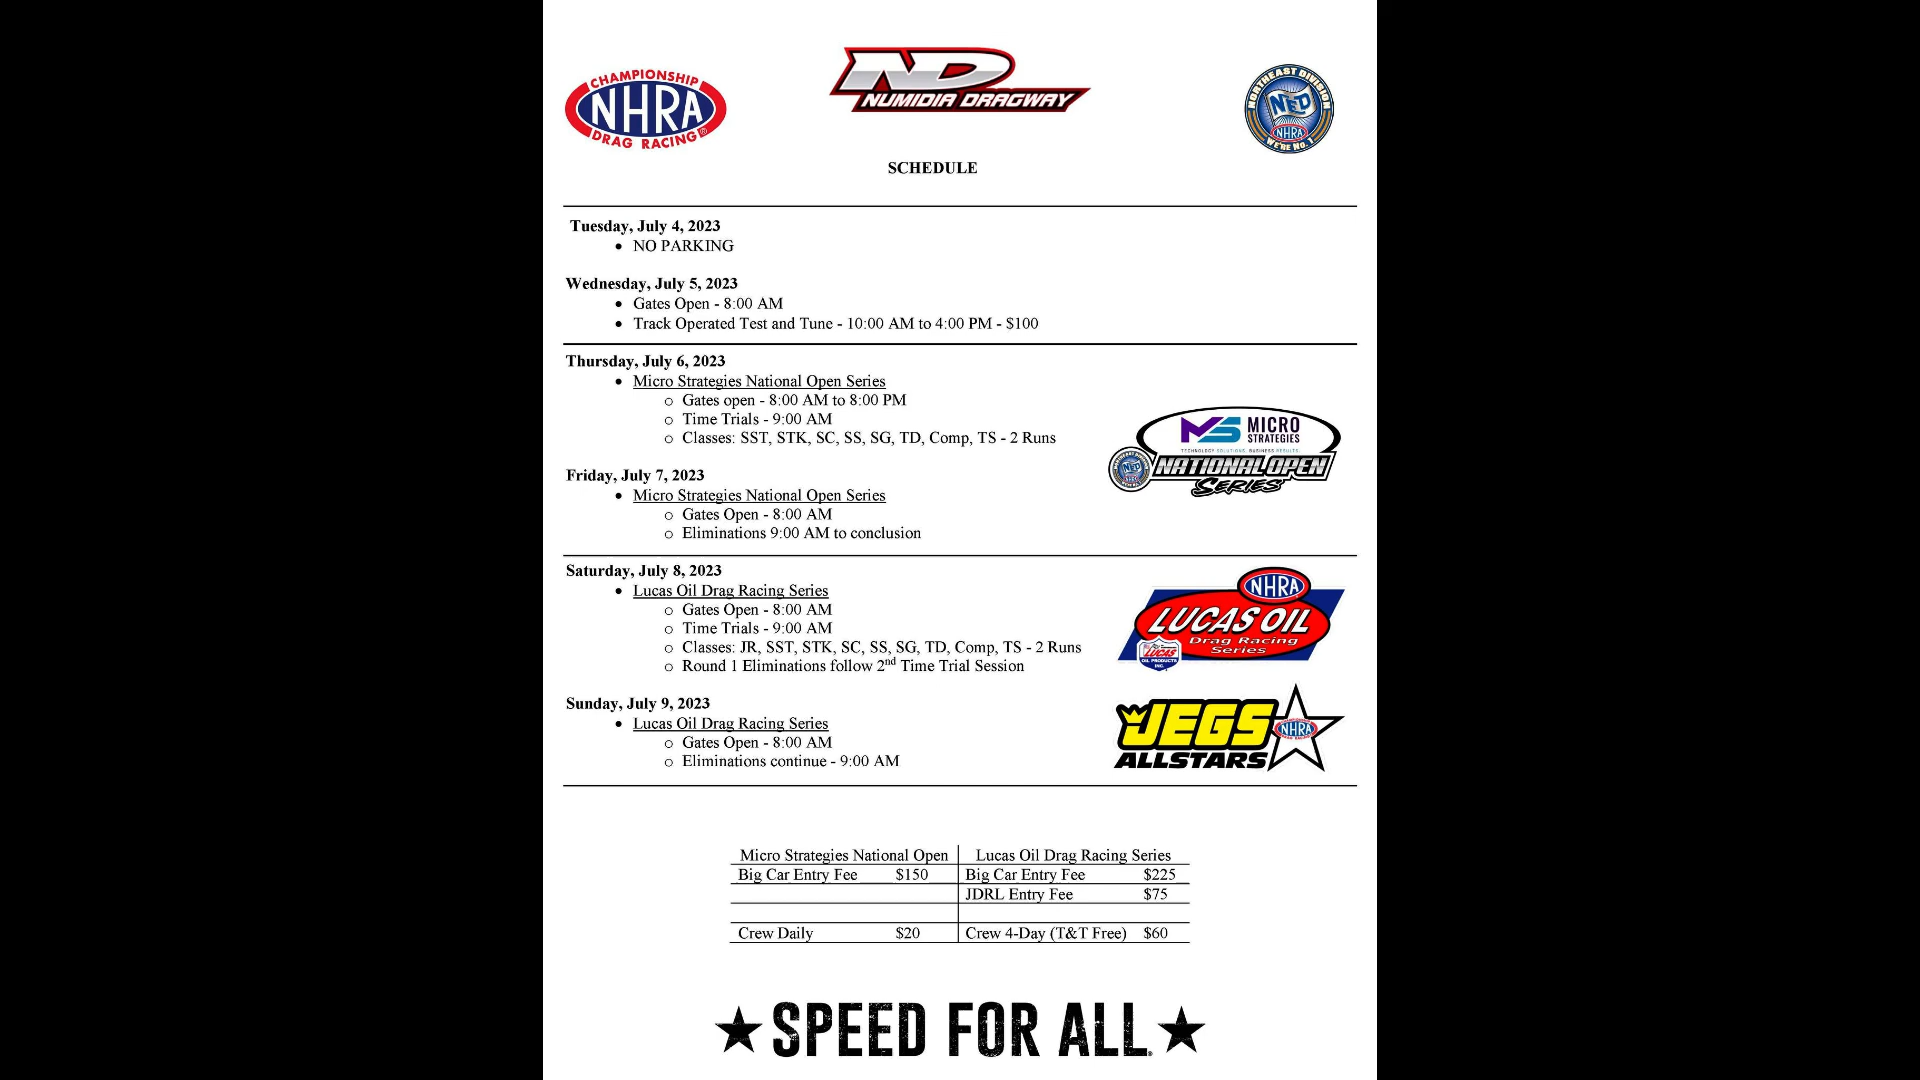 CHAMPIONSHIP
NHRA
DRAG RACING®
ND
NUMIDIA DRAGWAY
NORTHEAST DIVISION
NED
NHRA
WE'RE No. 1
SCHEDULE
Tuesday, July 4, 2023
• NO PARKING
Wednesday, July 5, 2023
• Gates Open - 8:00 AM
• Track Operated Test and Tune - 10:00 AM to 4:00 PM - $100
Thursday, July 6, 2023
• Micro Strategies National Open Series
o Gates open - 8:00 AM to 8:00 PM
o Time Trials - 9:00 AM
o Classes: SST, STK, SC, SS, SG, TD, Comp, TS - 2 Runs
MS MICRO
STRATEGIES
TECHNOLOGY SOLUTIONS. BUSINESS RESULTS.
NED
NATIONAL OPEN
SERIES
Friday, July 7, 2023
• Micro Strategies National Open Series
o Gates Open - 8:00 AM
o Eliminations 9:00 AM to conclusion
Saturday, July 8, 2023
• Lucas Oil Drag Racing Series
o Gates Open - 8:00 AM
o Time Trials - 9:00 AM
o Classes: JR, SST, STK, SC, SS, SG, TD, Comp, TS - 2 Runs
o Round 1 Eliminations follow 2nd Time Trial Session
NHRA
LUCAS OIL
Drag Racing
Series
LUCAS
OIL PRODUCTS
INC.
Sunday, July 9, 2023
• Lucas Oil Drag Racing Series
o Gates Open - 8:00 AM
o Eliminations continue - 9:00 AM
JEGS
ALLSTARS
NHRA
Micro Strategies National Open Lucas Oil Drag Racing Series
Big Car Entry Fee $150 Big Car Entry Fee $225
JDRL Entry Fee $75
Crew Daily $20 Crew 4-Day (T&T Free) $60
★ SPEED FOR ALL ★